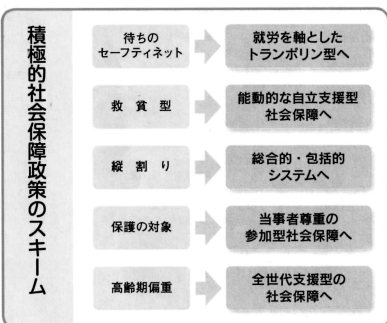 積極的社会保障政策のスキーム
待ちの
セーフティネット
就労を軸とした
トランポリン型へ
救貧型
能動的な自立支援型
社会保障へ
縦割り
総合的・包括的
システムへ
保護の対象
当事者尊重の
参加型社会保障へ
高齢期偏重
全世代支援型の
社会保障へ